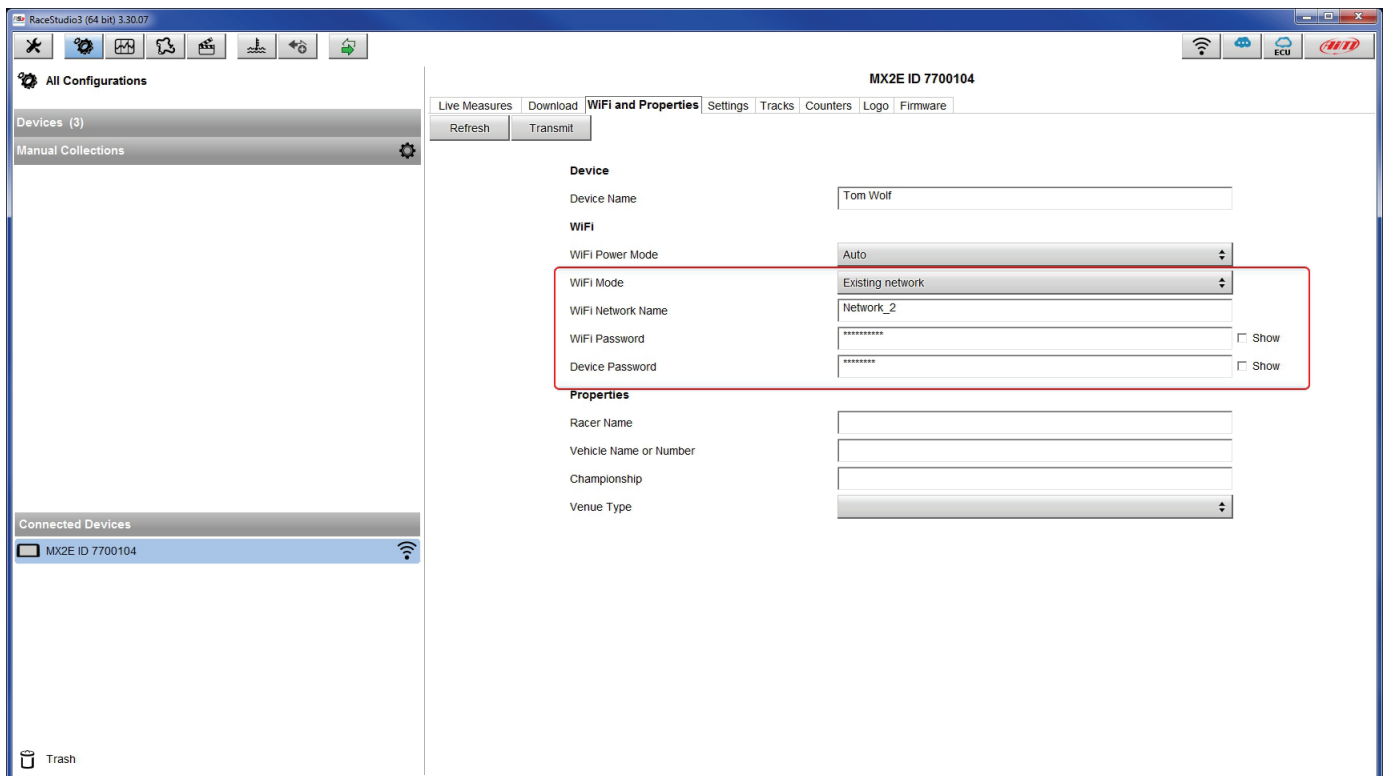 RaceStudio3 (64 bit) 3.30.07
ECU
AIM
All Configurations
Devices (3)
Manual Collections
Connected Devices
MX2E ID 7700104
Trash
MX2E ID 7700104
Live Measures Download WiFi and Properties Settings Tracks Counters Logo Firmware
Refresh Transmit
Device
Device Name Tom Wolf
WiFi
WiFi Power Mode Auto
WiFi Mode Existing network
WiFi Network Name Network_2
WiFi Password ********** Show
Device Password ******** Show
Properties
Racer Name
Vehicle Name or Number
Championship
Venue Type